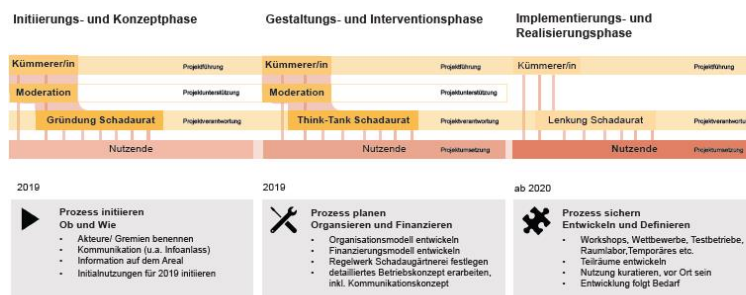 Initiierungs- und Konzeptphase
Gestaltungs- und Interventionsphase
Implementierungs- und
Realisierungsphase
Kümmerer/in
Projektführung
Kümmerer/in
Projektführung
Kümmerer/in
Projektführung
Moderation
Projektunterstützung
Moderation
Projektunterstützung
Projektunterstützung
Gründung Schadaurat
Projektverantwortung
Think-Tank Schadaurat
Projektverantwortung
Lenkung Schadaurat
Projektverantwortung
Nutzende
Nutzende
Projektumsetzung
Nutzende
Projektumsetzung
2019
Prozess initiieren
Ob und Wie
• Akteure/ Gremien benennen
• Kommunikation (u.a. Infoanlass)
• Information auf dem Areal
• Initialnutzungen für 2019 initiieren
2019
Prozess planen
Organisieren und Finanzieren
• Organisationsmodell entwickeln
• Finanzierungsmodell entwickeln
• Regelwerk Schadaugärtnerei festlegen
• detailliertes Betriebskonzept erarbeiten,
inkl. Kommunikationskonzept
ab 2020
Prozess sichern
Entwickeln und Definieren
• Workshops, Wettbewerbe, Testbetriebe,
Raumlabor,Temporäres etc.
• Teilräume entwickeln
• Nutzung kuratieren, vor Ort sein
• Entwicklung folgt Bedarf